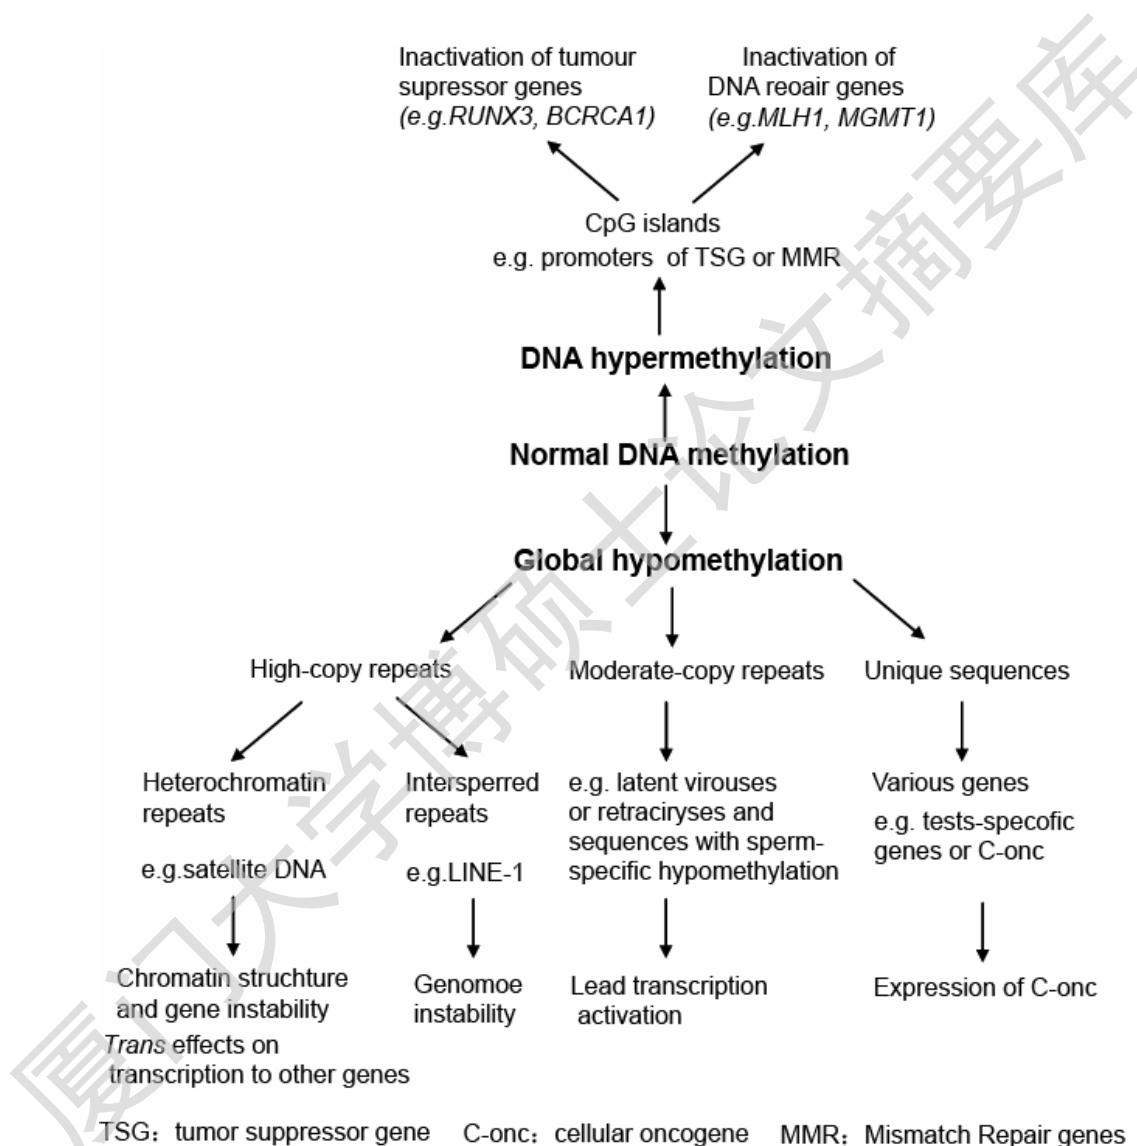 Inactivation of tumour
supressor genes
(e.g.RUNX3, BCRCA1)
Inactivation of
DNA reoair genes
(e.g.MLH1, MGMT1)
CpG islands
e.g. promoters of TSG or MMR
DNA hypermethylation
Normal DNA methylation
Global hypomethylation
High-copy repeats
Moderate-copy repeats
Unique sequences
Heterochromatin
repeats
e.g.satellite DNA
Intersperred
repeats
e.g.LINE-1
e.g. latent virouses
or retraciryses and
sequences with sperm-
specific hypomethylation
Various genes
e.g. tests-specofic
genes or C-onc
Chromatin struchture
and gene instability
Trans effects on
transcription to other genes
Genomoe
instability
Lead transcription
activation
Expression of C-onc
TSG：tumor suppressor gene C-onc：cellular oncogene MMR：Mismatch Repair genes
厦门大学博硕士论文摘要库